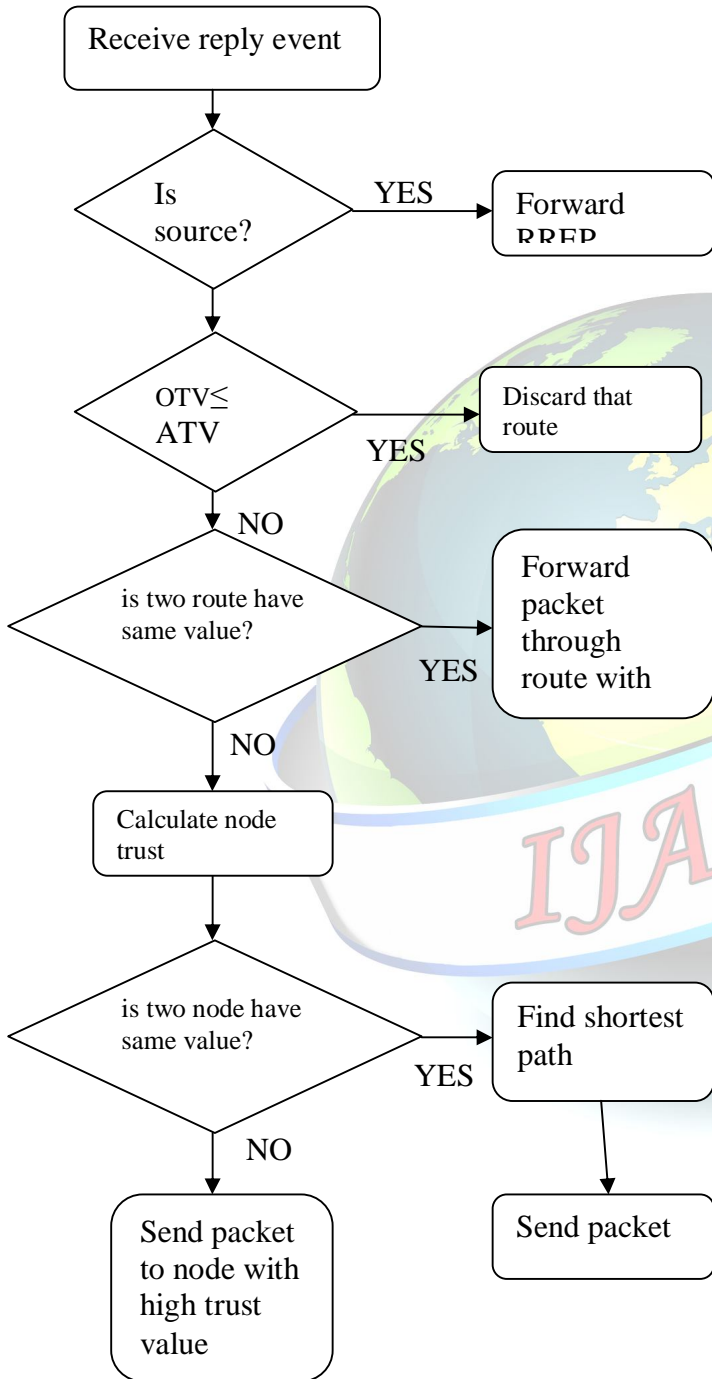 Receive reply event
Is
source?
YES
Forward
RREP
OTV≤
ATV
YES
Discard that
route
NO
is two route have
same value?
YES
Forward
packet
through
route with
NO
Calculate node
trust
IJA
is two node have
same value?
YES
Find shortest
path
NO
Send packet
to node with
high trust
value
Send packet